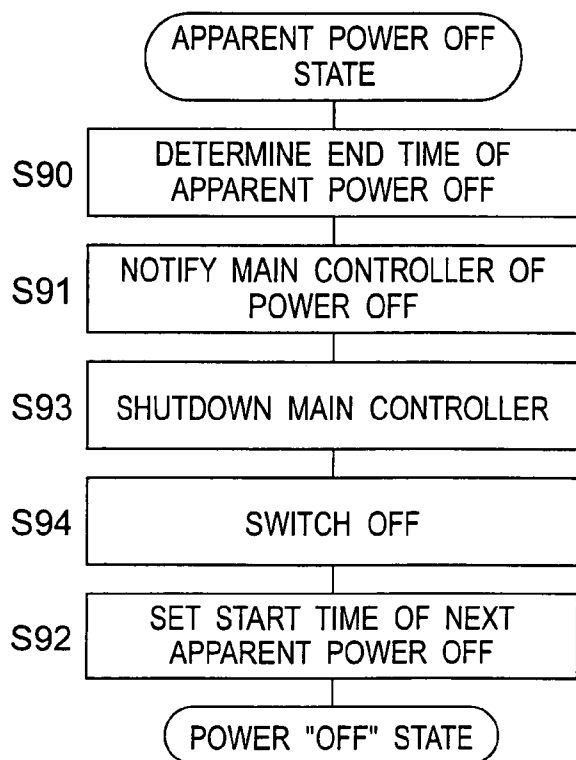 APPARENT POWER OFF
STATE
S90
DETERMINE END TIME OF
APPARENT POWER OFF
S91
NOTIFY MAIN CONTROLLER OF
POWER OFF
S93
SHUTDOWN MAIN CONTROLLER
S94
SWITCH OFF
S92
SET START TIME OF NEXT
APPARENT POWER OFF
POWER "OFF" STATE